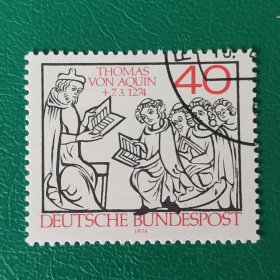 THOMAS
VON AQUIN
+7.3.1274
40
DEUTSCHE BUNDESPOST
1974